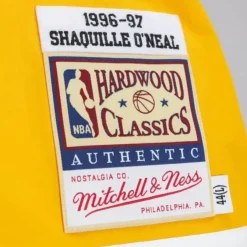 1996-97
SHAQUILLE O'NEAL
HARDWOOD
NBA
CLASSICS
AUTHENTIC
NOSTALGIA CO.
Mitchell & Ness
PHILADELPHIA, PA.
44(L)